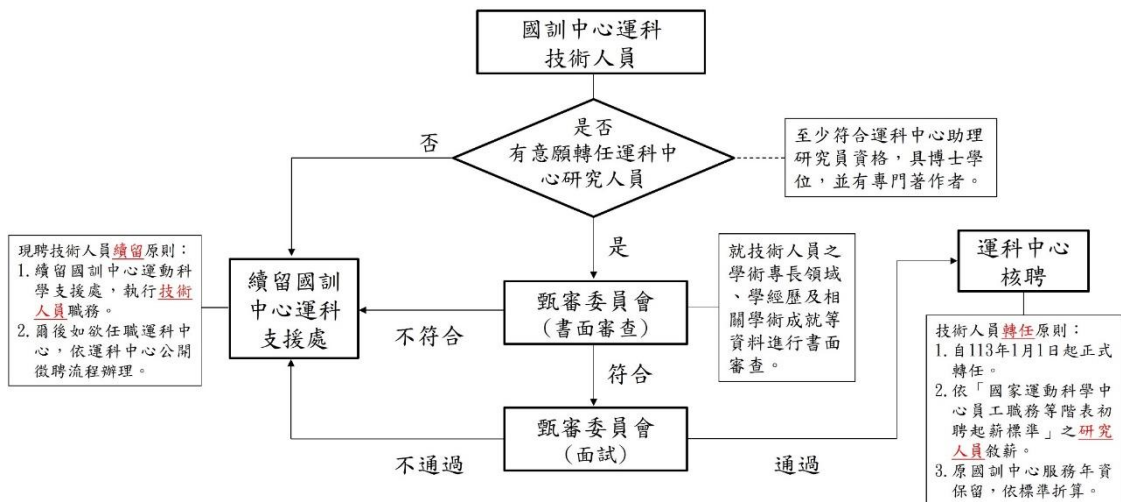 國訓中心運科
技術人員
是否
有意願轉任運科中
心研究人員
否
至少符合運科中心助理
研究員資格，具博士學
位，並有專門著作者。
是
現聘技術人員續留原則：
1. 續留國訓中心運動科
學支援處，執行技術
人員職務。
2. 爾後如欲任職運科中
心，依運科中心公開
徵聘流程辦理。
續留國訓
中心運科
支援處
不符合
甄審委員會
(書面審查)
就技術人員之
學術專長領域
、學經歷及相
關學術成就等
資料進行書面
審查。
運科中心
核聘
符合
技術人員轉任原則：
1. 自113年1月1日起正式
轉任。
2. 依「國家運動科學中
心員工職務等階表初
聘起薪標準」之研究
人員敘薪。
3. 原國訓中心服務年資
保留，依標準折算。
不通過
甄審委員會
(面試)
通過